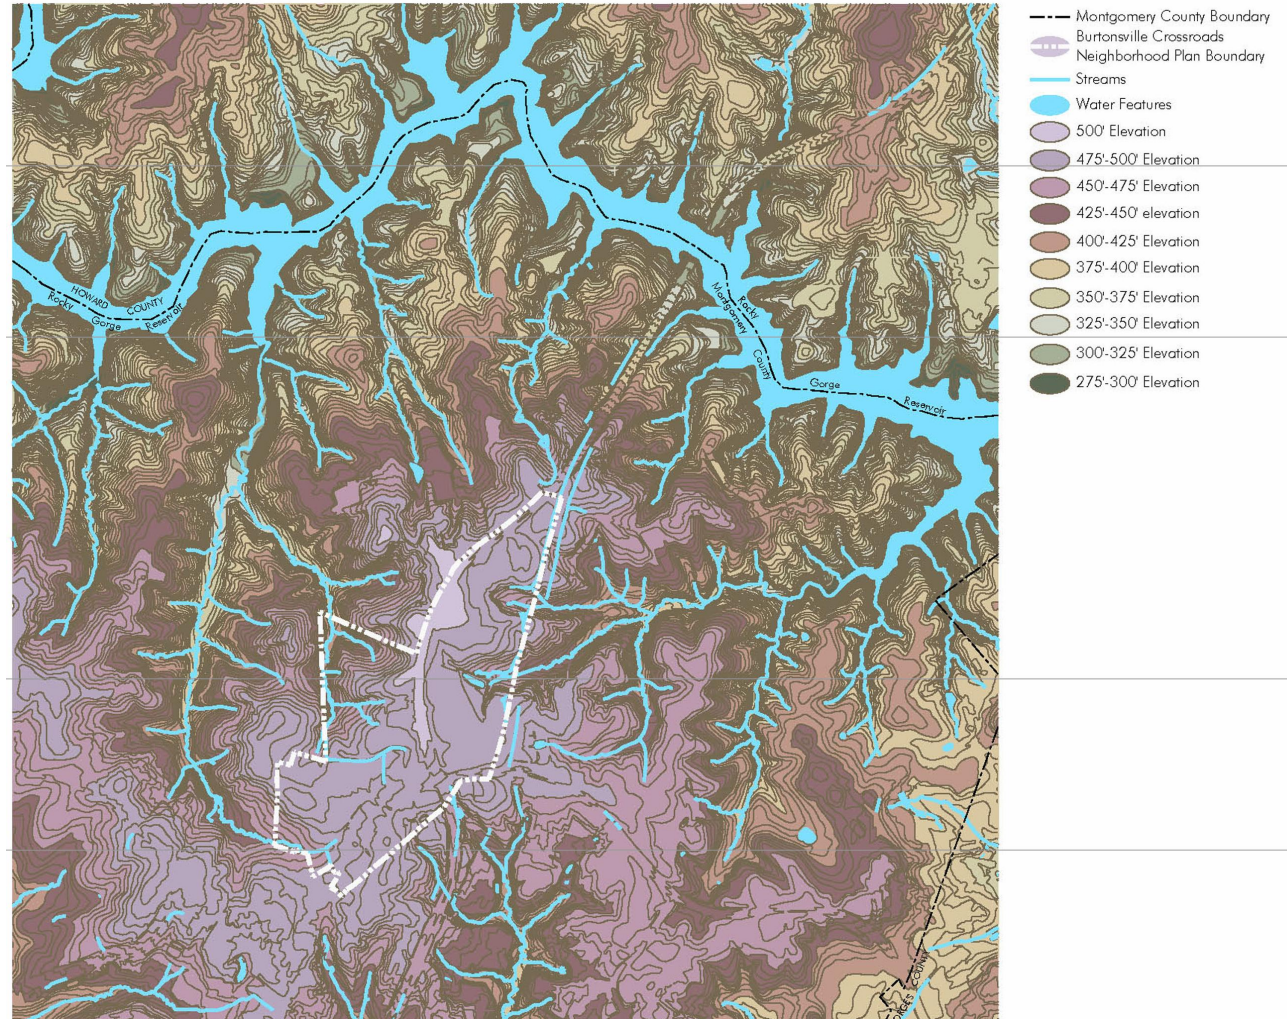 Montgomery County Boundary
Burtonsville Crossroads
Neighborhood Plan Boundary
Streams
Water Features
500' Elevation
475'-500' Elevation
450'-475' Elevation
425'-450' elevation
400'-425' Elevation
375'-400' Elevation
350'-375' Elevation
325'-350' Elevation
300'-325' Elevation
275'-300' Elevation
HOWARD COUNTY
Rocky Gorge Reservoir
Rocky
Montgomery County
Gorge Reservoir
COUNTY